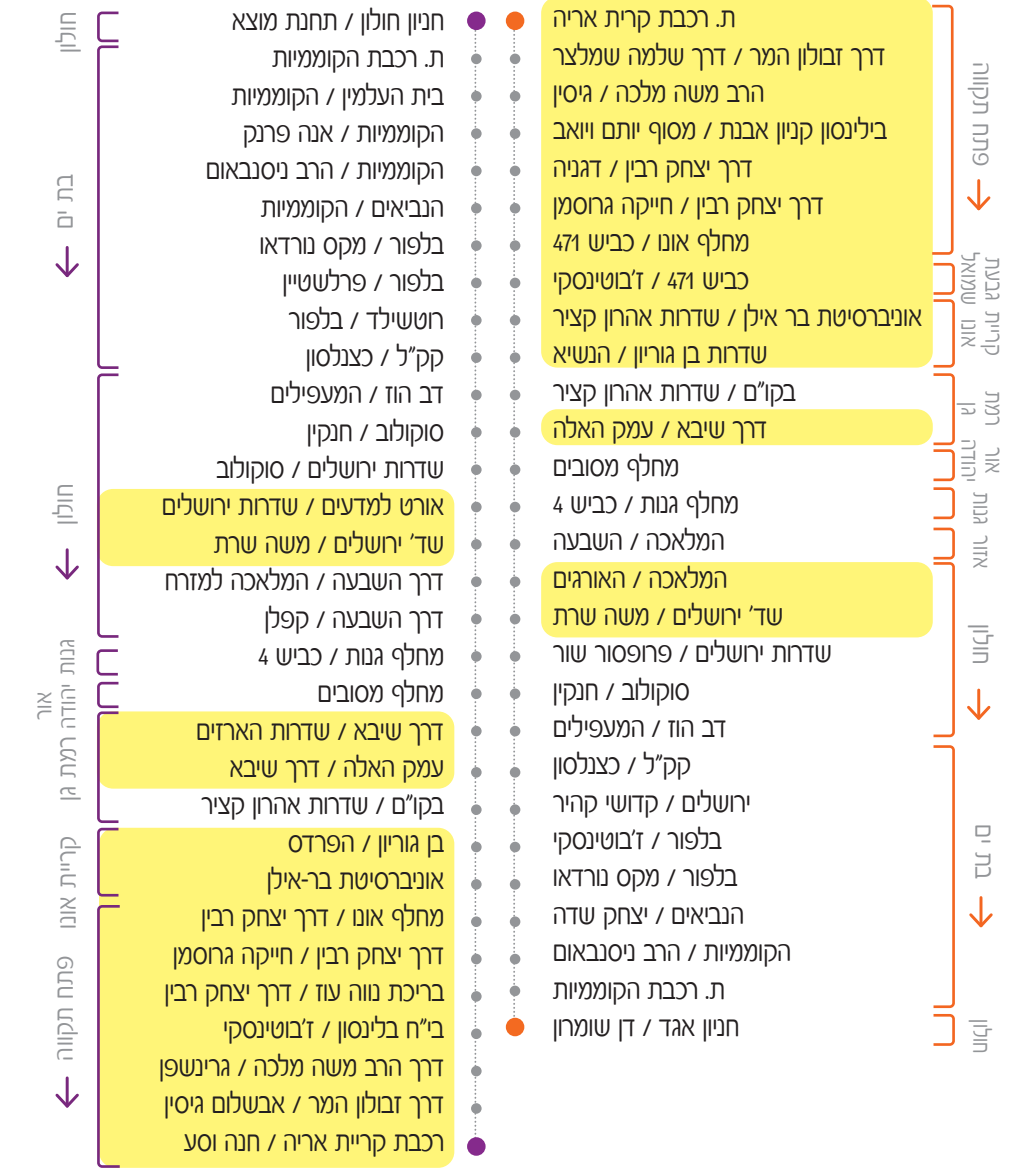 פתח תקווה
ת. רכבת קרית אריה
דרך זבולון המר / דרך שלמה שמלצר
הרב משה מלכה / גיסין
בילינסון קניון אבנת / מסוף יותם ויואב
דרך יצחק רבין / דגניה
דרך יצחק רבין / חייקה גרוסמן
מחלף אונו / כביש 471
גבעת שמואל
כביש 471 / ז'בוטינסקי
קריית אונו
אוניברסיטת בר אילן / שדרות אהרון קציר
שדרות בן גוריון / הנשיא
רמת גן
בקו"ם / שדרות אהרון קציר
דרך שיבא / עמק האלה
אור יהודה
מחלף מסובים
גנות
מחלף גנות / כביש 4
אזור
המלאכה / השבעה
חולון
המלאכה / האורגים
שד' ירושלים / משה שרת
שדרות ירושלים / פרופסור שור
סוקולוב / חנקין
דב הוז / המעפילים
בת ים
קק"ל / כצנלסון
ירושלים / קדושי קהיר
בלפור / ז'בוטינסקי
בלפור / מקס נורדאו
הנביאים / יצחק שדה
הקוממיות / הרב ניסנבאום
ת. רכבת הקוממיות
חולון
חניון אגד / דן שומרון
חולון
חניון חולון / תחנת מוצא
בת ים
ת. רכבת הקוממיות
בית העלמין / הקוממיות
הקוממיות / אנה פרנק
הקוממיות / הרב ניסנבאום
הנביאים / הקוממיות
בלפור / מקס נורדאו
בלפור / פרלשטיין
רוטשילד / בלפור
קק"ל / כצנלסון
חולון
דב הוז / המעפילים
סוקולוב / חנקין
שדרות ירושלים / סוקולוב
אורט למדעים / שדרות ירושלים
שד' ירושלים / משה שרת
דרך השבעה / המלאכה למזרח
דרך השבעה / קפלן
גנות
מחלף גנות / כביש 4
אור יהודה
מחלף מסובים
רמת גן
דרך שיבא / שדרות הארזים
עמק האלה / דרך שיבא
בקו"ם / שדרות אהרון קציר
קריית אונו
בן גוריון / הפרדס
אוניברסיטת בר-אילן
פתח תקווה
מחלף אונו / דרך יצחק רבין
דרך יצחק רבין / חייקה גרוסמן
בריכת נווה עוז / דרך יצחק רבין
בי"ח בלינסון / ז'בוטינסקי
דרך הרב משה מלכה / גרינשפן
דרך זבולון המר / אבשלום גיסין
רכבת קריית אריה / חנה וסע